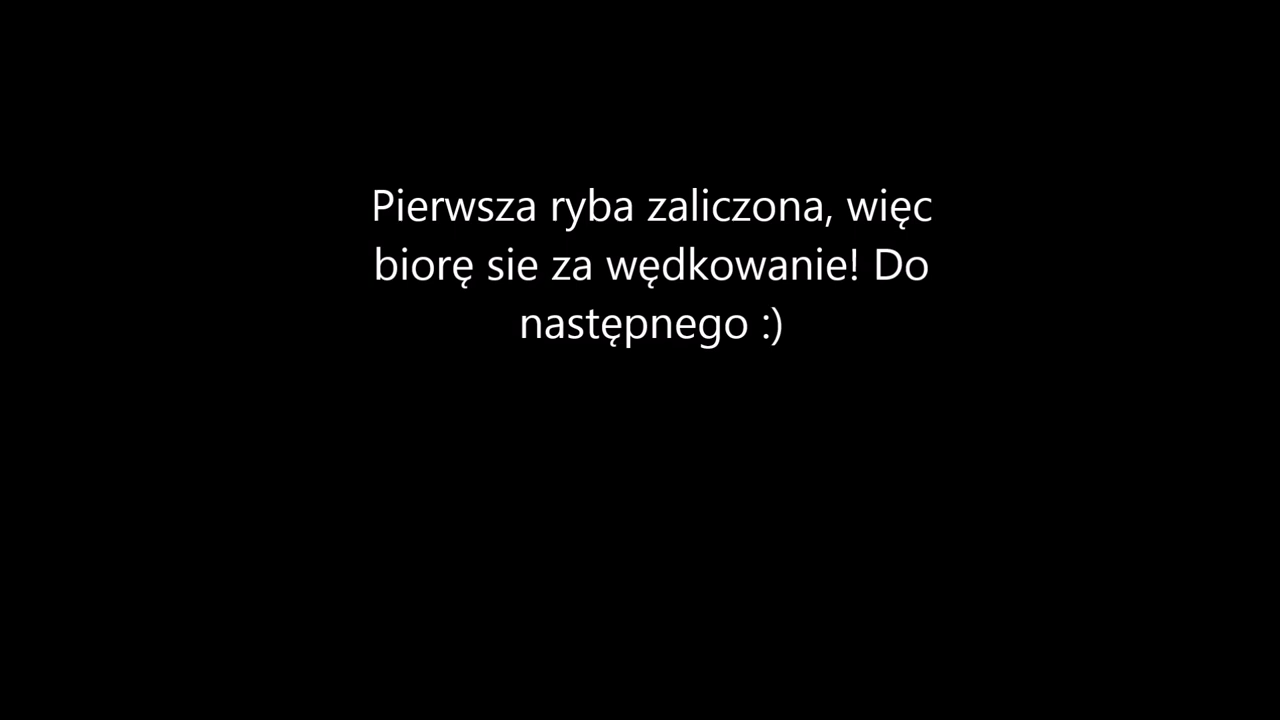 Pierwsza ryba zaliczona, więc
biorę sie za wędkowanie! Do
następnego :)